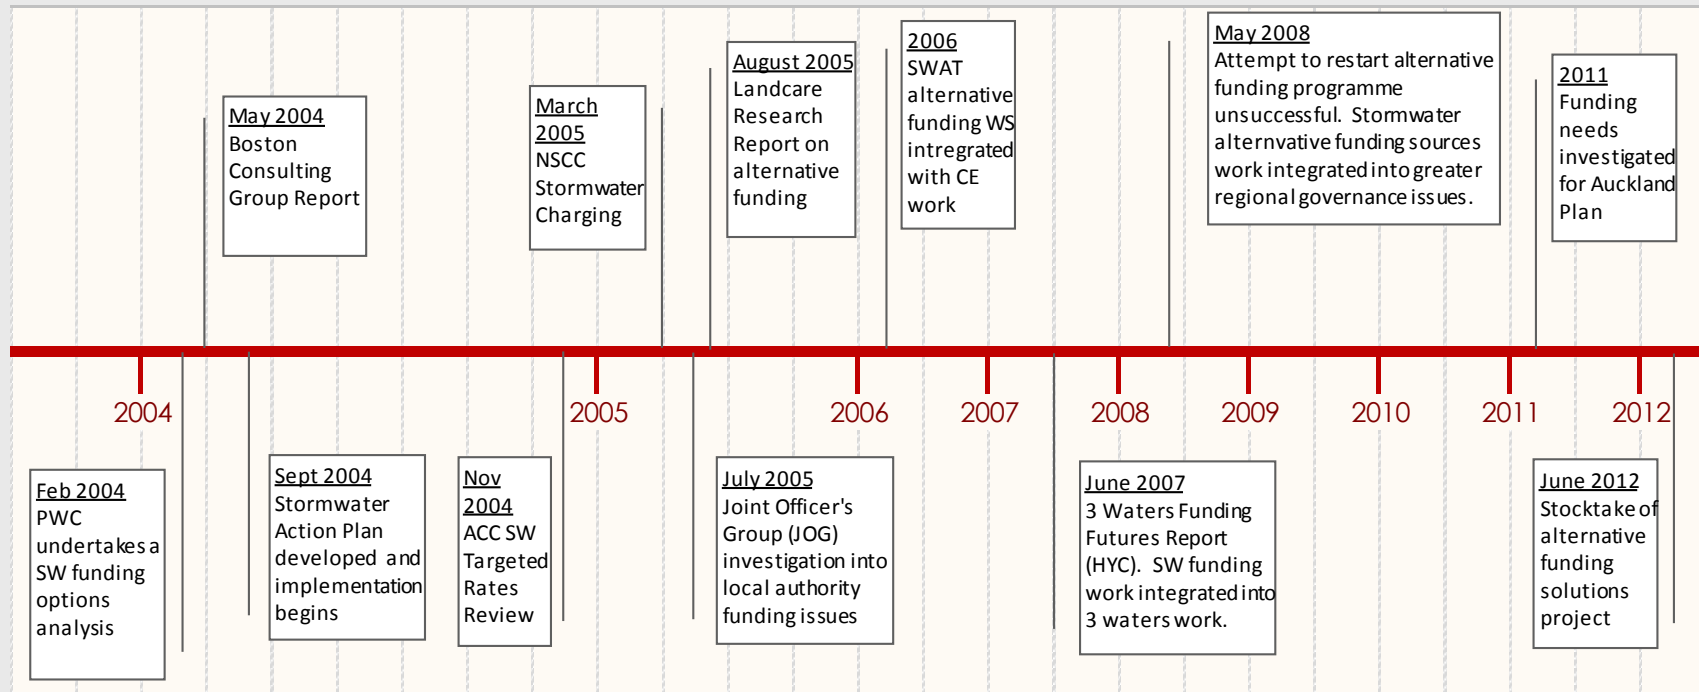 May 2004
Boston
Consulting
Group Report
March
2005
NSCC
Stormwater
Charging
August 2005
Landcare
Research
Report on
alternative
funding
2006
SWAT
alternative
funding WS
intregrated
with CE
work
May 2008
Attempt to restart alternative
funding programme
unsuccessful.  Stomwater
alternvative funding sources
work integrated into greater
regional governance issues.
2011
Funding
needs
investigated
for Auckland
Plan
2004
2005
2006
2007
2008
2009
2010
2011
2012
Feb 2004
PWC
undertakes a
SW funding
options
analysis
Sept 2004
Stormwater
Action Plan
developed and
implementation
begins
Nov
2004
ACC SW
Targeted
Rates
Review
July 2005
Joint Officer's
Group (JOG)
investigation into
local authority
funding issues
June 2007
3 Waters Funding
Futures Report
(HYC).  SW funding
work integrated into
3 waters work.
June 2012
Stocktake of
alternative
funding
solutions
project